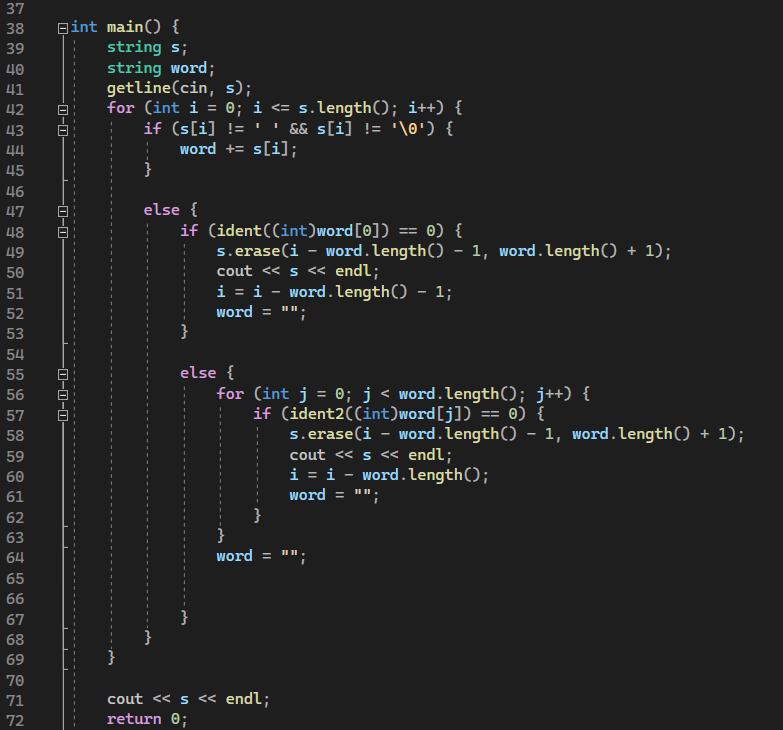 37
38 int main() {
39 string s;
40 string word;
41 getline(cin, s);
42 for (int i = 0; i <= s.length(); i++) {
43 if (s[i] != ' ' && s[i] != '\0') {
44 word += s[i];
45 }
46
47 else {
48 if (ident((int)word[0]) == 0) {
49 s.erase(i - word.length() - 1, word.length() + 1);
50 cout << s << endl;
51 i = i - word.length() - 1;
52 word = "";
53 }
54
55 else {
56 for (int j = 0; j < word.length(); j++) {
57 if (ident2((int)word[j]) == 0) {
58 s.erase(i - word.length() - 1, word.length() + 1);
59 cout << s << endl;
60 i = i - word.length();
61 word = "";
62 }
63 }
64 word = "";
65
66
67 }
68 }
69 }
70
71 cout << s << endl;
72 return 0;